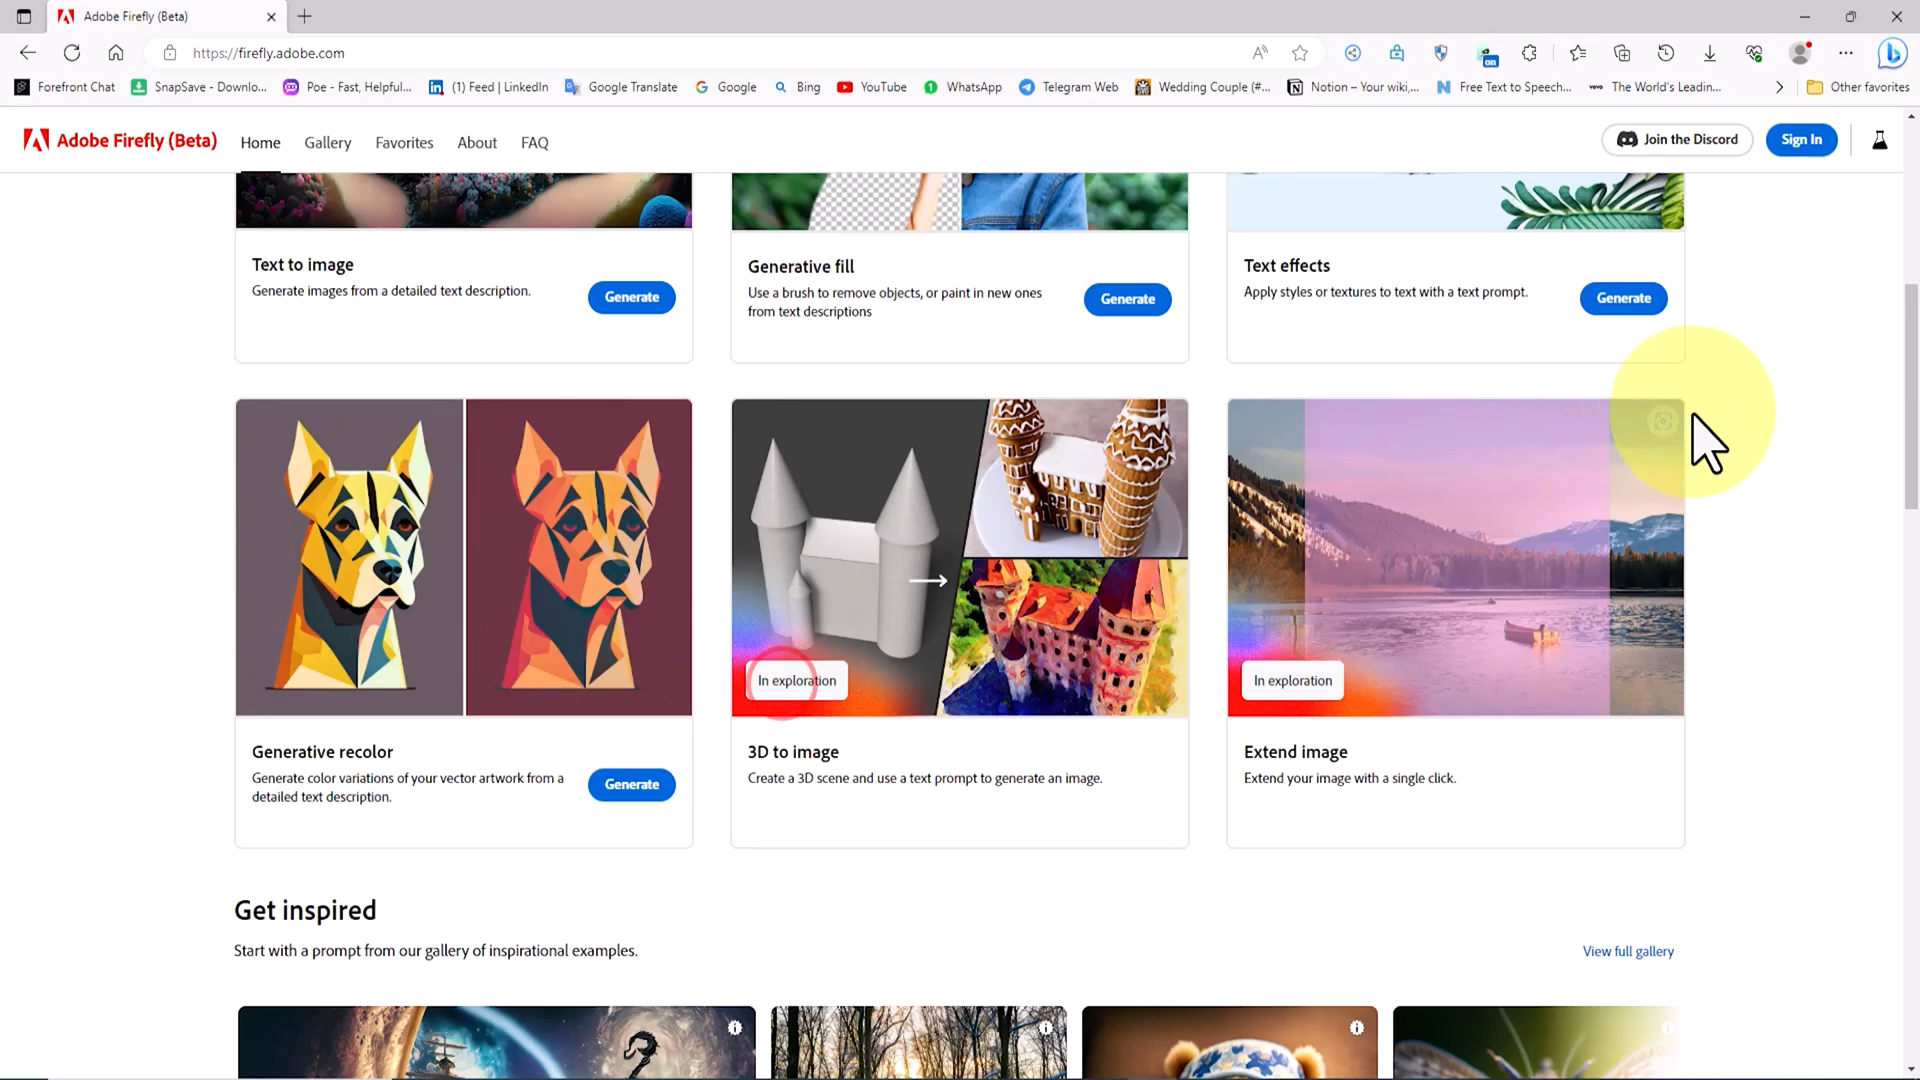 Adobe Firefly (Beta)
https://firefly.adobe.com
on
Forefront Chat
SnapSave - Downlo...
Poe - Fast, Helpful...
(1) Feed | LinkedIn
Google Translate
Google
Bing
YouTube
WhatsApp
Telegram Web
Wedding Couple (#...
Notion – Your wiki,...
Free Text to Speech...
The World's Leadin...
Other favorites
Adobe Firefly (Beta)
Home
Gallery
Favorites
About
FAQ
Join the Discord
Sign In
Text to image
Generate images from a detailed text description.
Generate
Generative fill
Use a brush to remove objects, or paint in new ones
from text descriptions
Generate
Text effects
Apply styles or textures to text with a text prompt.
Generate
Generative recolor
Generate color variations of your vector artwork from a
detailed text description.
Generate
In exploration
3D to image
Create a 3D scene and use a text prompt to generate an image.
In exploration
Extend image
Extend your image with a single click.
Get inspired
Start with a prompt from our gallery of inspirational examples.
View full gallery